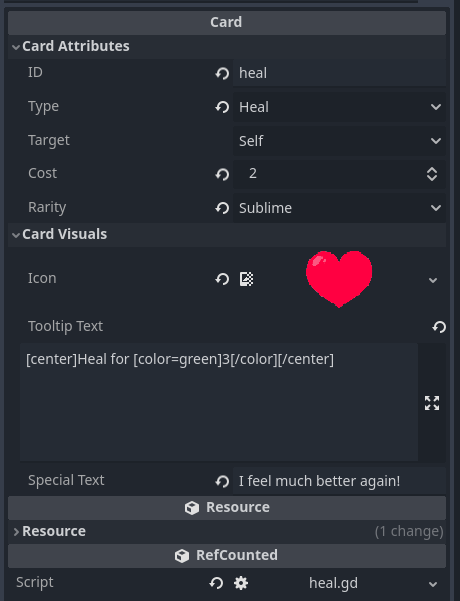 Card
Card Attributes
ID heal
Type Heal
Target Self
Cost 2
Rarity Sublime
Card Visuals
Icon
Tooltip Text
[center]Heal for [color=green]3[/color][/center]
Special Text I feel much better again!
Resource
Resource (1 change)
RefCounted
Script heal.gd